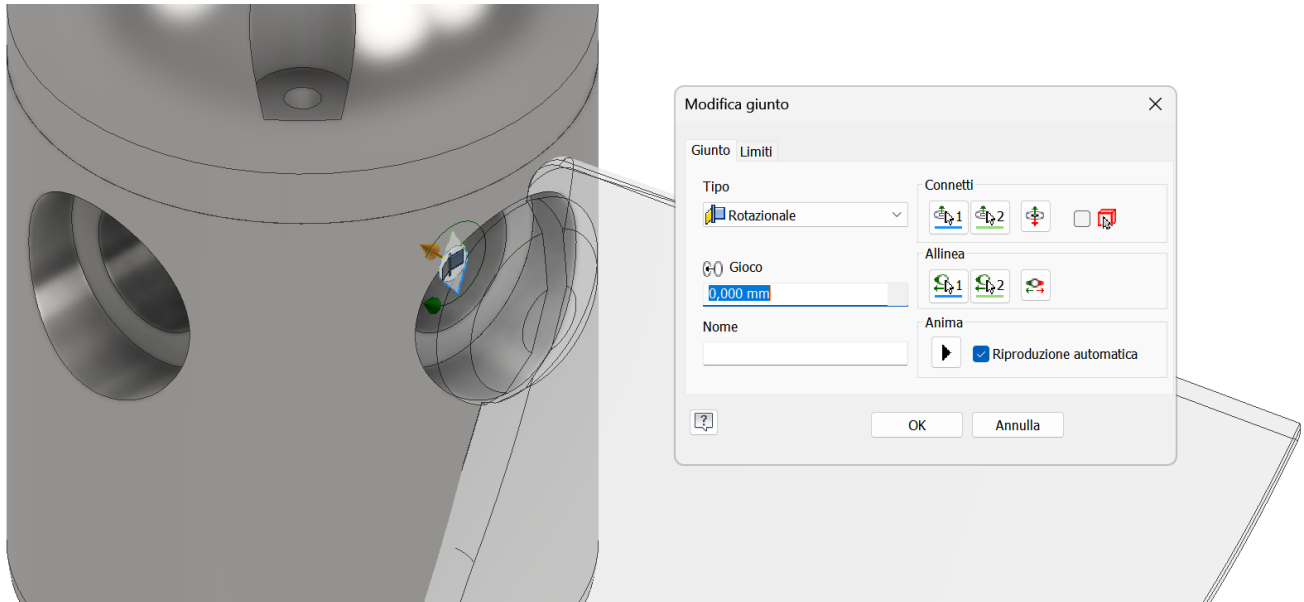 Modifica giunto
Giunto Limiti
Tipo
Rotazionale
Connetti
1 2
Gioco
0,000 mm
Allinea
1 2
Nome
Anima
Riproduzione automatica
?
OK Annulla